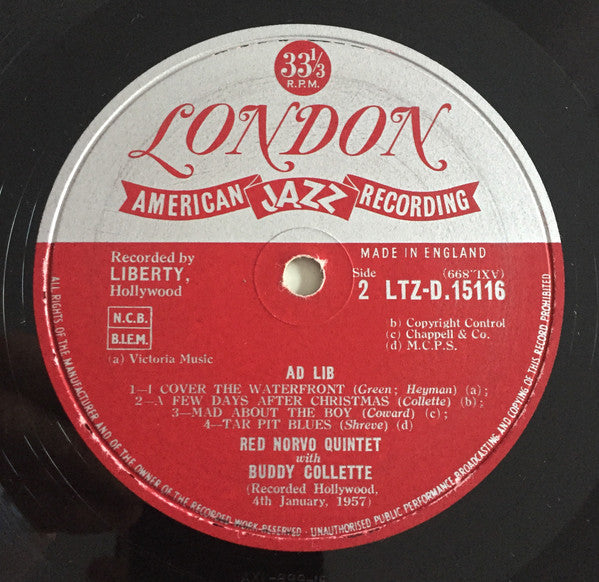 33⅓
R.P.M.
LONDON
AMERICAN JAZZ RECORDING
Recorded by
LIBERTY,
Hollywood
MADE IN ENGLAND
Side
2
(AXL"899)
LTZ-D.15116
N.C.B.
B.I.E.M.
(a) Victoria Music
(b) Copyright Control
(c) Chappell & Co.
(d) M.C.P.S.
AD LIB
1—I COVER THE WATERFRONT (Green; Heyman) (a);
2—A FEW DAYS AFTER CHRISTMAS (Collette) (b);
3—MAD ABOUT THE BOY (Coward) (c);
4—TAR PIT BLUES (Shreve) (d)
RED NORVO QUINTET
with
BUDDY COLLETTE
(Recorded Hollywood,
4th January, 1957)
ALL RIGHTS OF THE MANUFACTURER AND OF THE OWNER OF THE RECORDED WORK RESERVED · UNAUTHORISED PUBLIC PERFORMANCE, BROADCASTING AND COPYING OF THIS RECORD PROHIBITED